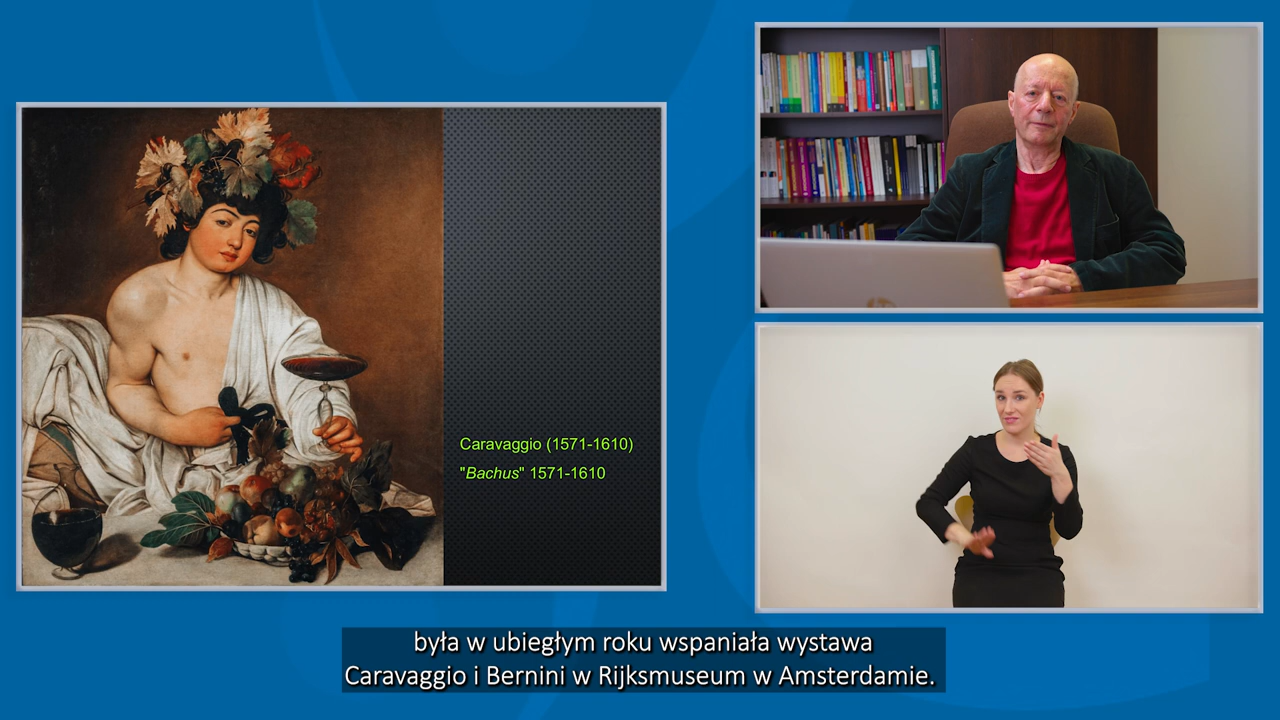 Caravaggio (1571-1610)
"Bachus" 1571-1610
była w ubiegłym roku wspaniała wystawa
Caravaggio i Bernini w Rijksmuseum w Amsterdamie.